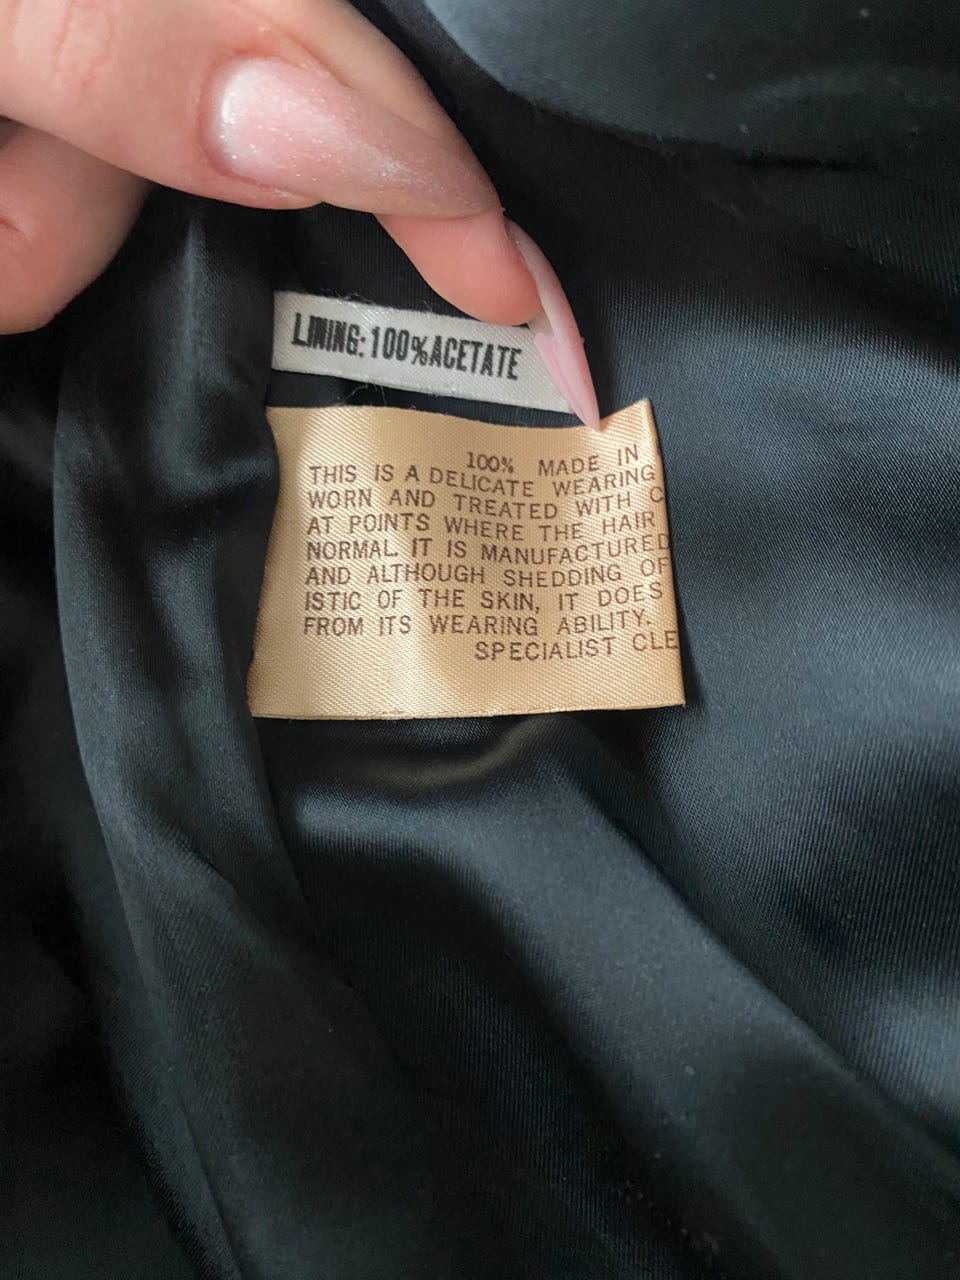 LINING: 100% ACETATE
100% MADE IN
THIS IS A DELICATE WEARING
WORN AND TREATED WITH C
AT POINTS WHERE THE HAIR
NORMAL. IT IS MANUFACTURED
AND ALTHOUGH SHEDDING OF
ISTIC OF THE SKIN, IT DOES
FROM ITS WEARING ABILITY.
SPECIALIST CLE